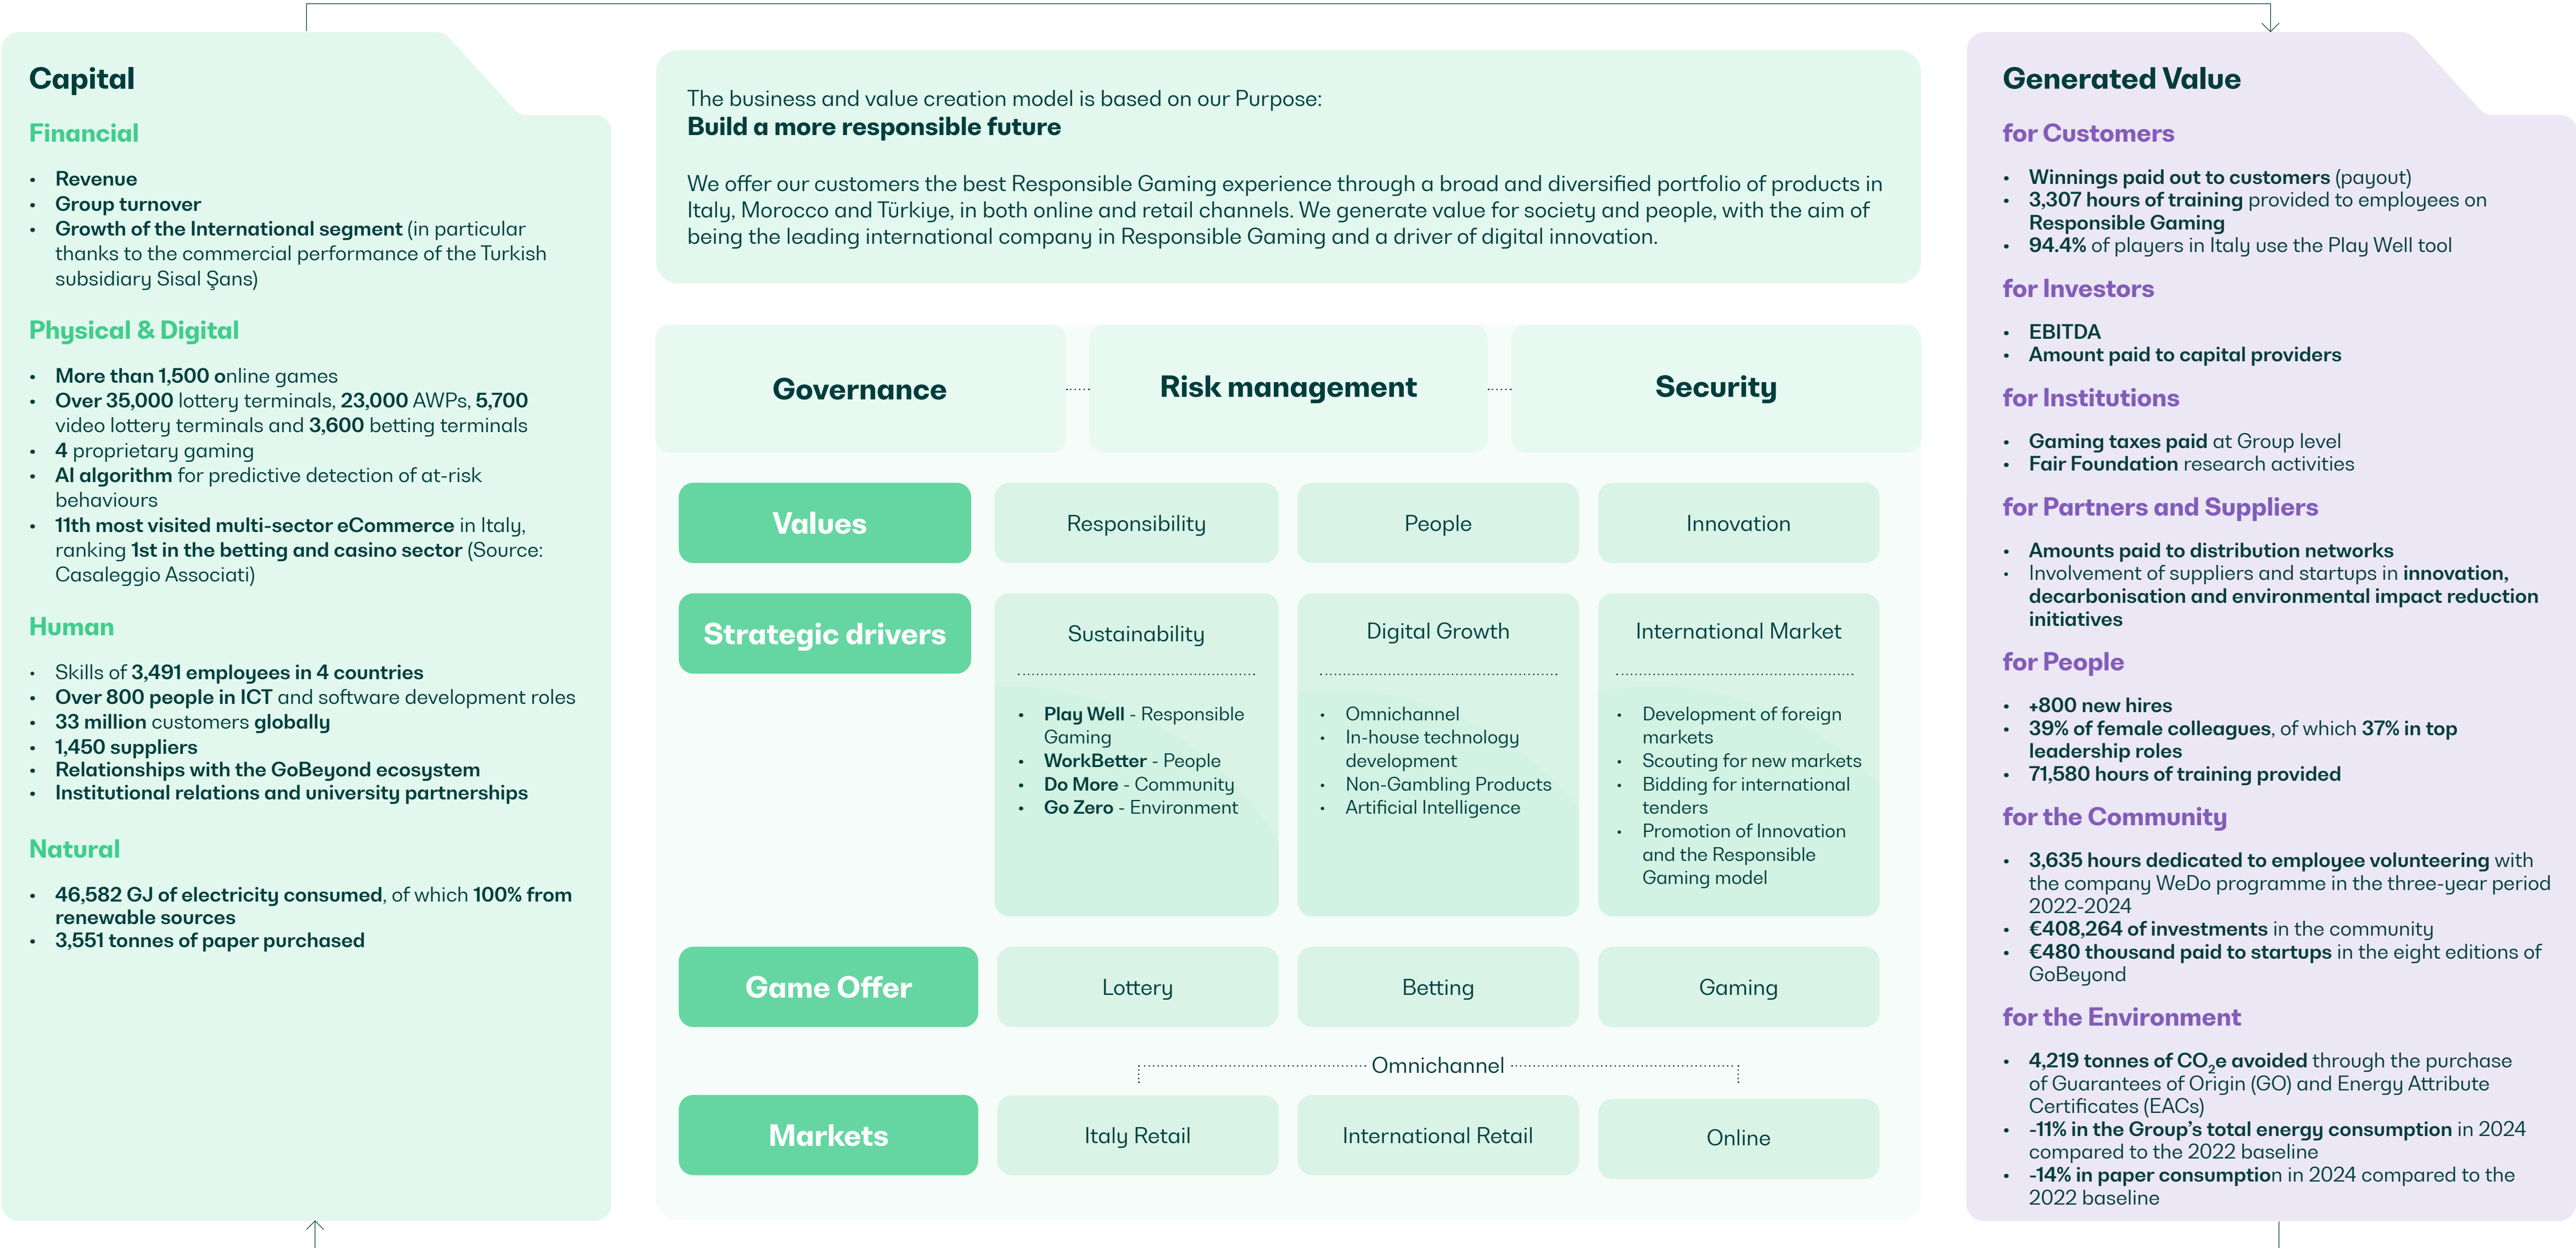 Capital
Financial
• Revenue
• Group turnover
• Growth of the International segment (in particular
thanks to the commercial performance of the Turkish
subsidiary Sisal Şans)
Physical & Digital
• More than 1,500 online games
• Over 35,000 lottery terminals, 23,000 AWPs, 5,700
video lottery terminals and 3,600 betting terminals
• 4 proprietary gaming
• AI algorithm for predictive detection of at-risk
behaviours
• 11th most visited multi-sector eCommerce in Italy,
ranking 1st in the betting and casino sector (Source:
Casaleggio Associati)
Human
• Skills of 3,491 employees in 4 countries
• Over 800 people in ICT and software development roles
• 33 million customers globally
• 1,450 suppliers
• Relationships with the GoBeyond ecosystem
• Institutional relations and university partnerships
Natural
• 46,582 GJ of electricity consumed, of which 100% from
renewable sources
• 3,551 tonnes of paper purchased
The business and value creation model is based on our Purpose:
Build a more responsible future
We offer our customers the best Responsible Gaming experience through a broad and diversified portfolio of products in
Italy, Morocco and Türkiye, in both online and retail channels. We generate value for society and people, with the aim of
being the leading international company in Responsible Gaming and a driver of digital innovation.
Governance
Risk management
Security
Values
Responsibility
People
Innovation
Strategic drivers
Sustainability
• Play Well - Responsible
Gaming
• WorkBetter - People
• Do More - Community
• Go Zero - Environment
Digital Growth
• Omnichannel
• In-house technology
development
• Non-Gambling Products
• Artificial Intelligence
International Market
• Development of foreign
markets
• Scouting for new markets
• Bidding for international
tenders
• Promotion of Innovation
and the Responsible
Gaming model
Game Offer
Lottery
Betting
Gaming
Omnichannel
Markets
Italy Retail
International Retail
Online
Generated Value
for Customers
• Winnings paid out to customers (payout)
• 3,307 hours of training provided to employees on
Responsible Gaming
• 94.4% of players in Italy use the Play Well tool
for Investors
• EBITDA
• Amount paid to capital providers
for Institutions
• Gaming taxes paid at Group level
• Fair Foundation research activities
for Partners and Suppliers
• Amounts paid to distribution networks
• Involvement of suppliers and startups in innovation,
decarbonisation and environmental impact reduction
initiatives
for People
• +800 new hires
• 39% of female colleagues, of which 37% in top
leadership roles
• 71,580 hours of training provided
for the Community
• 3,635 hours dedicated to employee volunteering with
the company WeDo programme in the three-year period
2022-2024
• €408,264 of investments in the community
• €480 thousand paid to startups in the eight editions of
GoBeyond
for the Environment
• 4,219 tonnes of CO₂e avoided through the purchase
of Guarantees of Origin (GO) and Energy Attribute
Certificates (EACs)
• -11% in the Group’s total energy consumption in 2024
compared to the 2022 baseline
• -14% in paper consumption in 2024 compared to the
2022 baseline